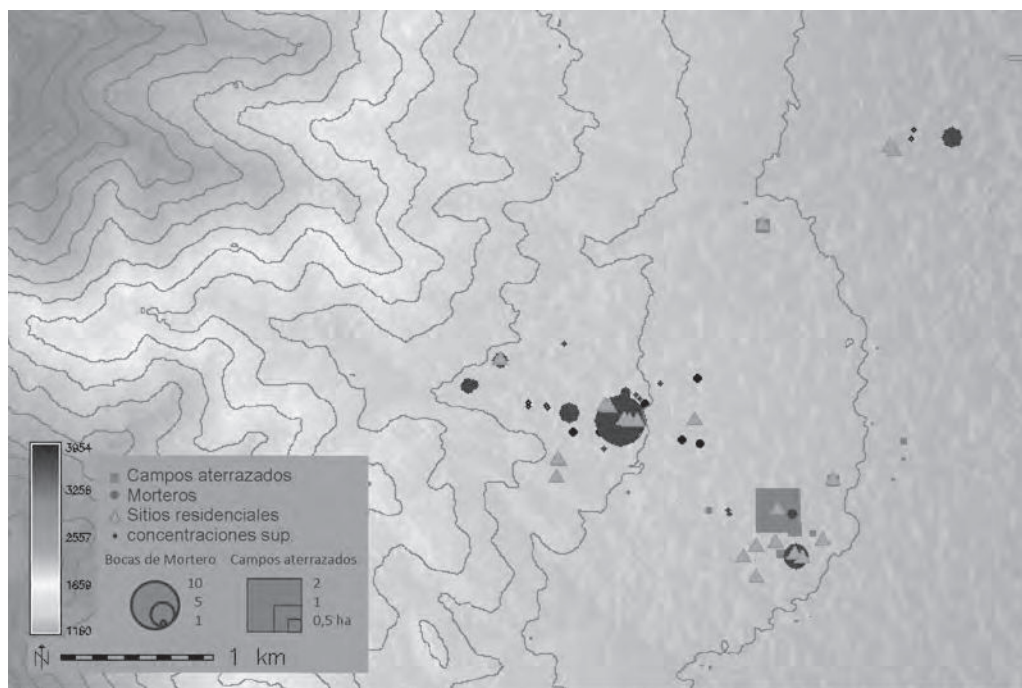 3954
3256
2557
1859
1160
Campos aterrazados
Morteros
Sitios residenciales
concentraciones sup.
Bocas de Mortero
Campos aterrazados
10
5
1
2
1
0,5 ha
N
1 km